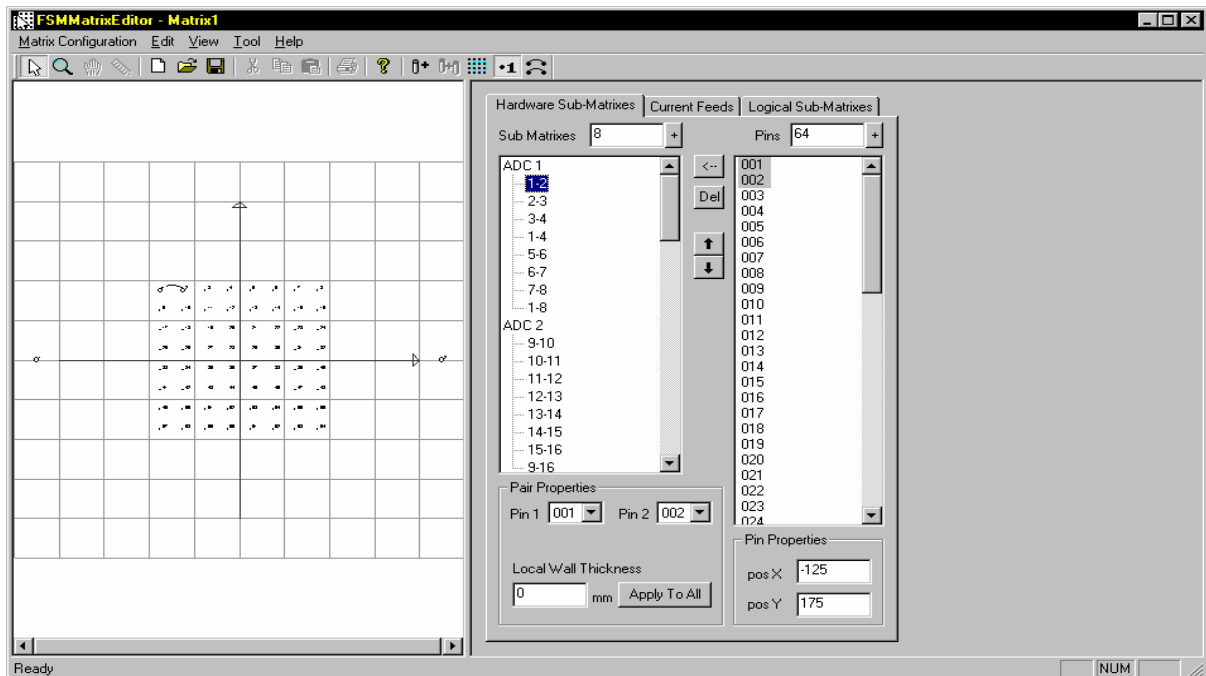 FSMMatrixEditor - Matrix1
Matrix Configuration Edit View Tool Help
Hardware Sub-Matrixes Current Feeds Logical Sub-Matrixes
Sub Matrixes 8 + Pins 64 +
ADC 1
1-2
2-3
3-4
1-4
5-6
6-7
7-8
1-8
ADC 2
9-10
10-11
11-12
12-13
13-14
14-15
15-16
9-16
<--
Del
001
002
003
004
005
006
007
008
009
010
011
012
013
014
015
016
017
018
019
020
021
022
023
024
Pair Properties
Pin 1 001 Pin 2 002
Local Wall Thickness
0 mm Apply To All
Pin Properties
pos X -125
pos Y 175
Ready NUM